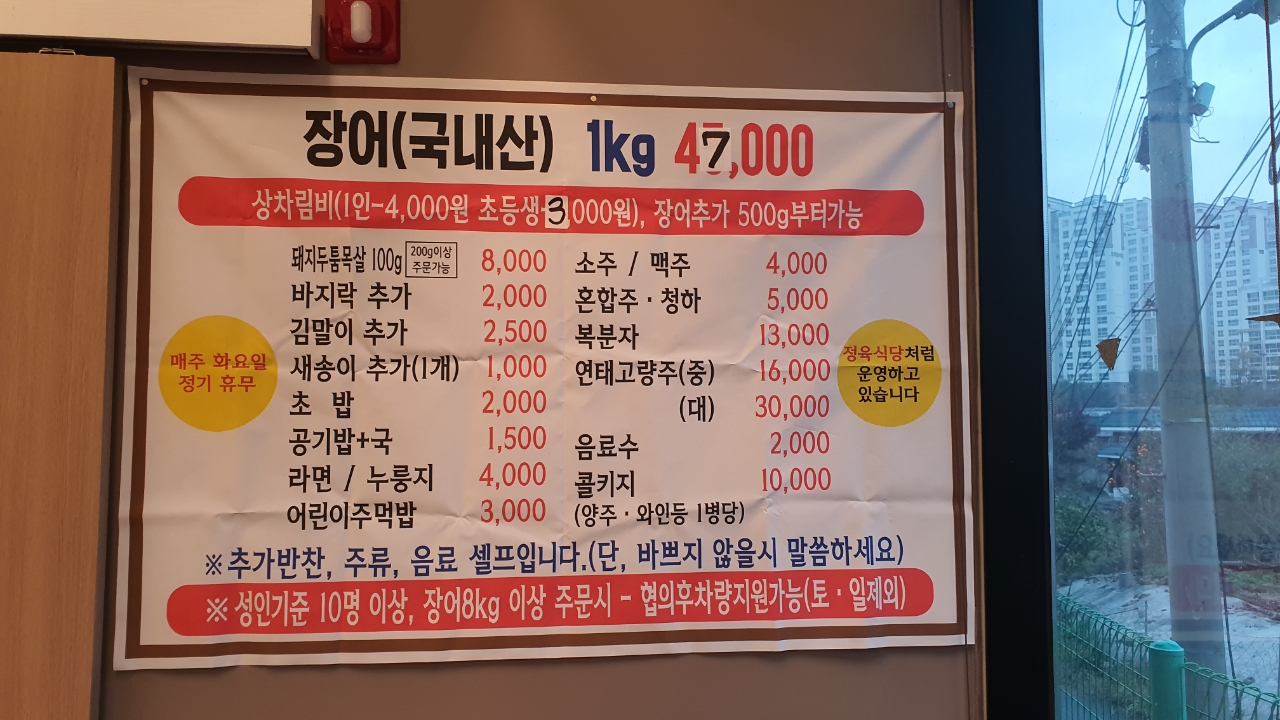 장어(국내산) 1kg 47,000
상차림비(1인-4,000원 초등생-3,000원), 장어추가 500g부터가능
돼지두툼목살 100g 200g이상 주문가능 8,000
바지락 추가 2,000
김말이 추가 2,500
새송이 추가(1개) 1,000
초 밥 2,000
공기밥+국 1,500
라면 / 누룽지 4,000
어린이주먹밥 3,000
소주 / 맥주 4,000
혼합주 · 청하 5,000
복분자 13,000
연태고량주(중) 16,000
(대) 30,000
음료수 2,000
콜키지 10,000
(양주 · 와인등 1병당)
매주 화요일
정기 휴무
정육식당처럼
운영하고
있습니다
※추가반찬, 주류, 음료 셀프입니다.(단, 바쁘지 않을시 말씀하세요)
※ 성인기준 10명 이상, 장어8kg 이상 주문시 - 협의후차량지원가능(토 · 일제외)